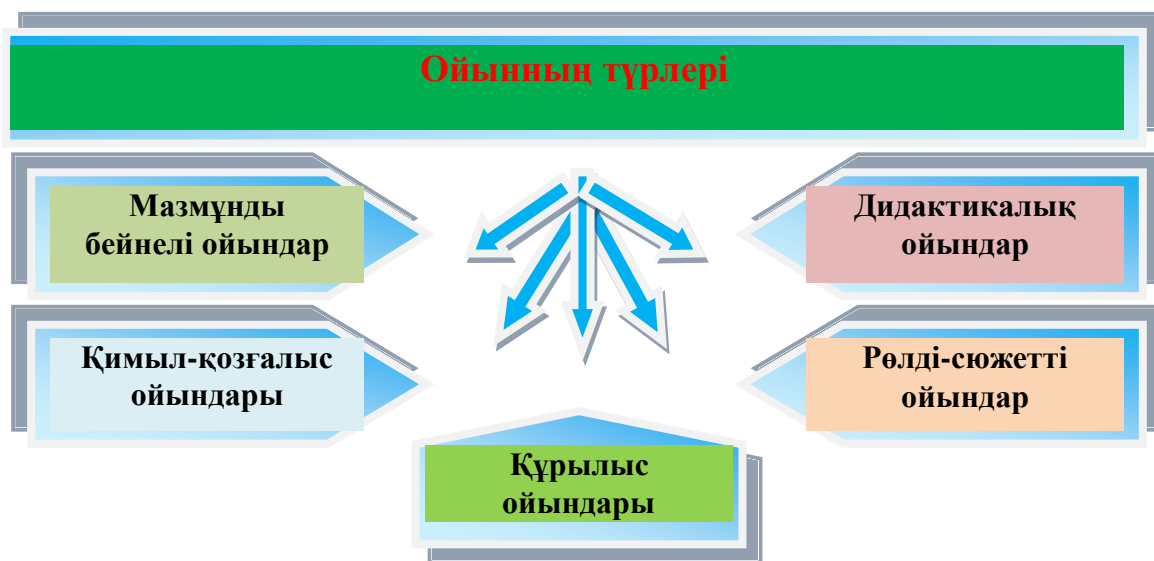 Ойынның түрлері
Мазмұнды
бейнелі ойындар
Дидактикалық
ойындар
Қимыл-қозғалыс
ойындары
Рөлді-сюжетті
ойындар
Құрылыс
ойындары